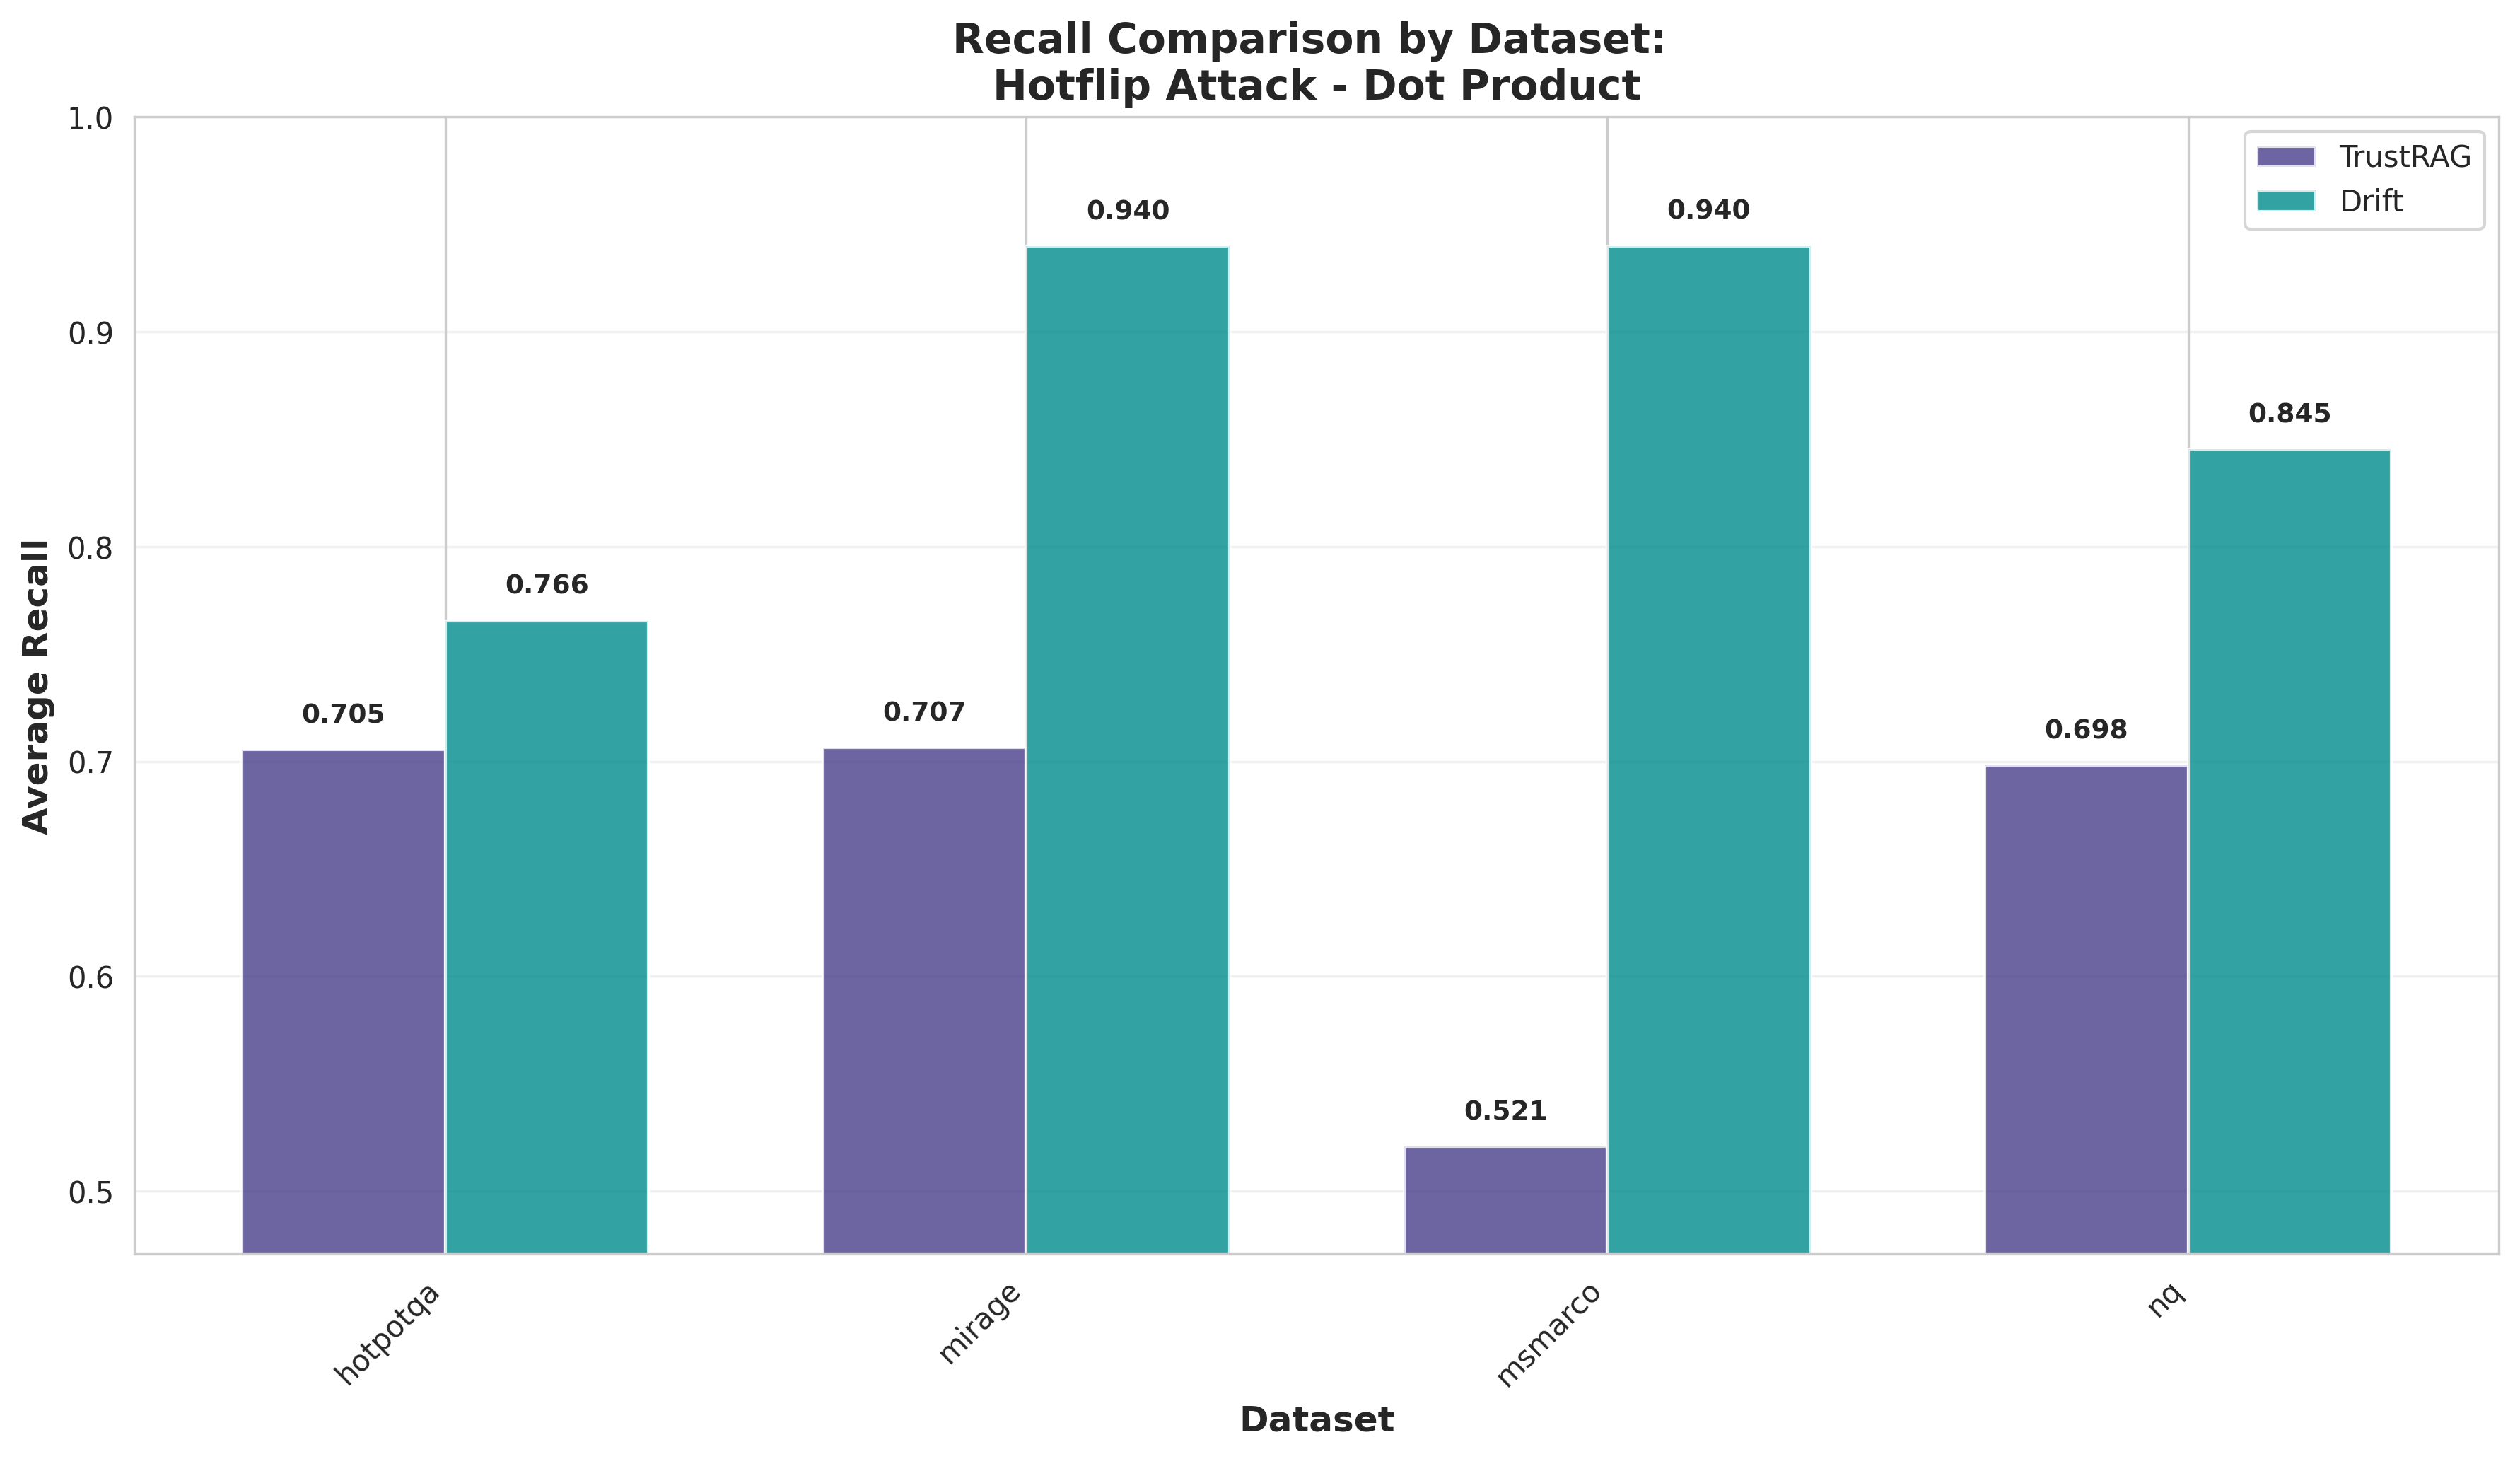 Recall Comparison by Dataset:
Hotflip Attack - Dot Product
1.0
0.9
0.8
0.7
0.6
0.5
Average Recall
TrustRAG
Drift
0.705
0.766
0.707
0.940
0.521
0.940
0.698
0.845
hotpotqa
mirage
msmarco
nq
Dataset